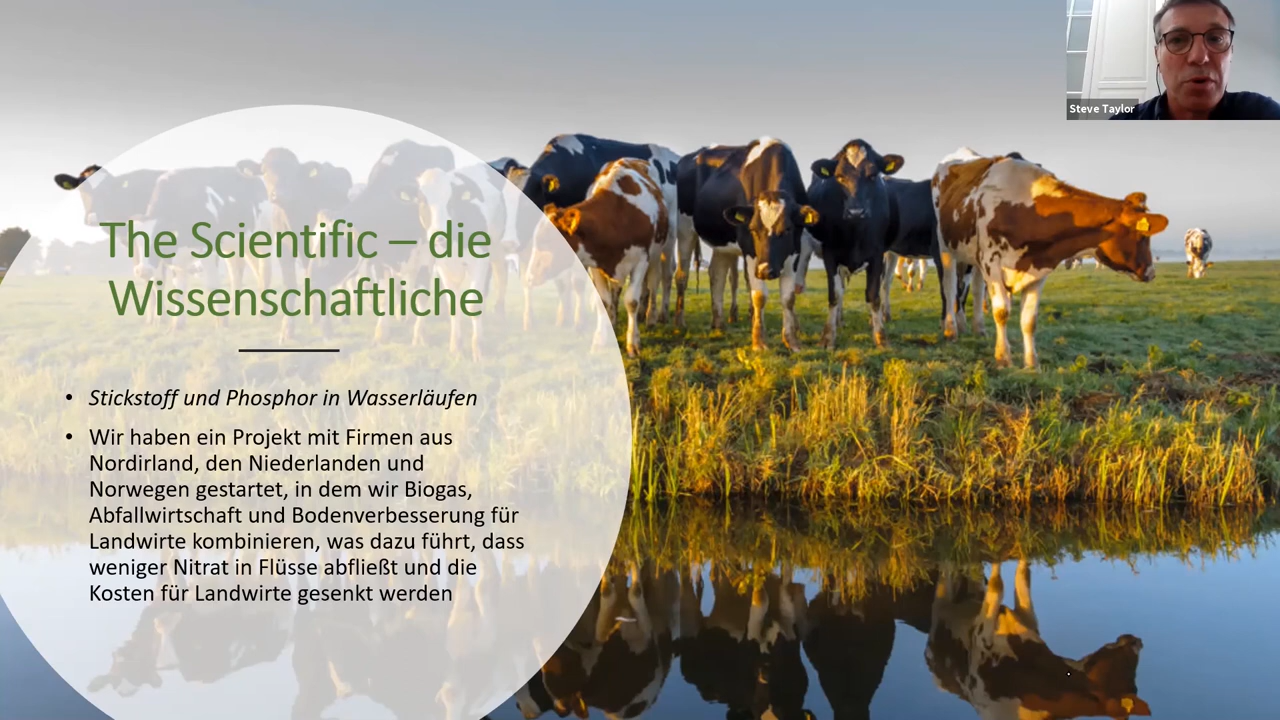 Steve Taylor
The Scientific – die
Wissenschaftliche
• Stickstoff und Phosphor in Wasserläufen
• Wir haben ein Projekt mit Firmen aus
Nordirland, den Niederlanden und
Norwegen gestartet, in dem wir Biogas,
Abfallwirtschaft und Bodenverbesserung für
Landwirte kombinieren, was dazu führt, dass
weniger Nitrat in Flüsse abfließt und die
Kosten für Landwirte gesenkt werden